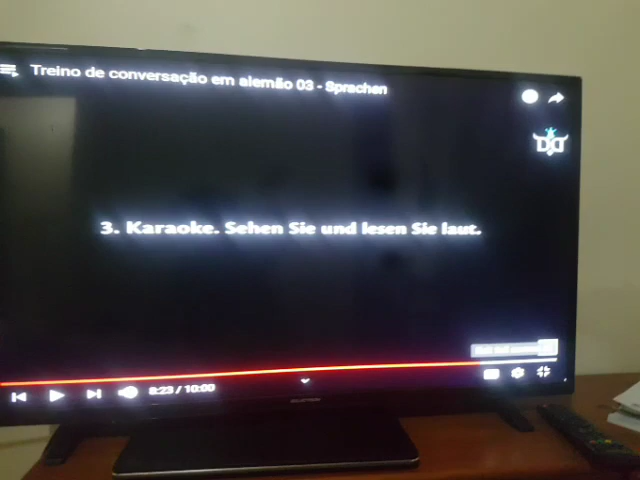 Treino de conversação em alemão 03 - Sprachen
3. Karaoke. Sehen Sie und lesen Sie laut.
8:23 / 10:00